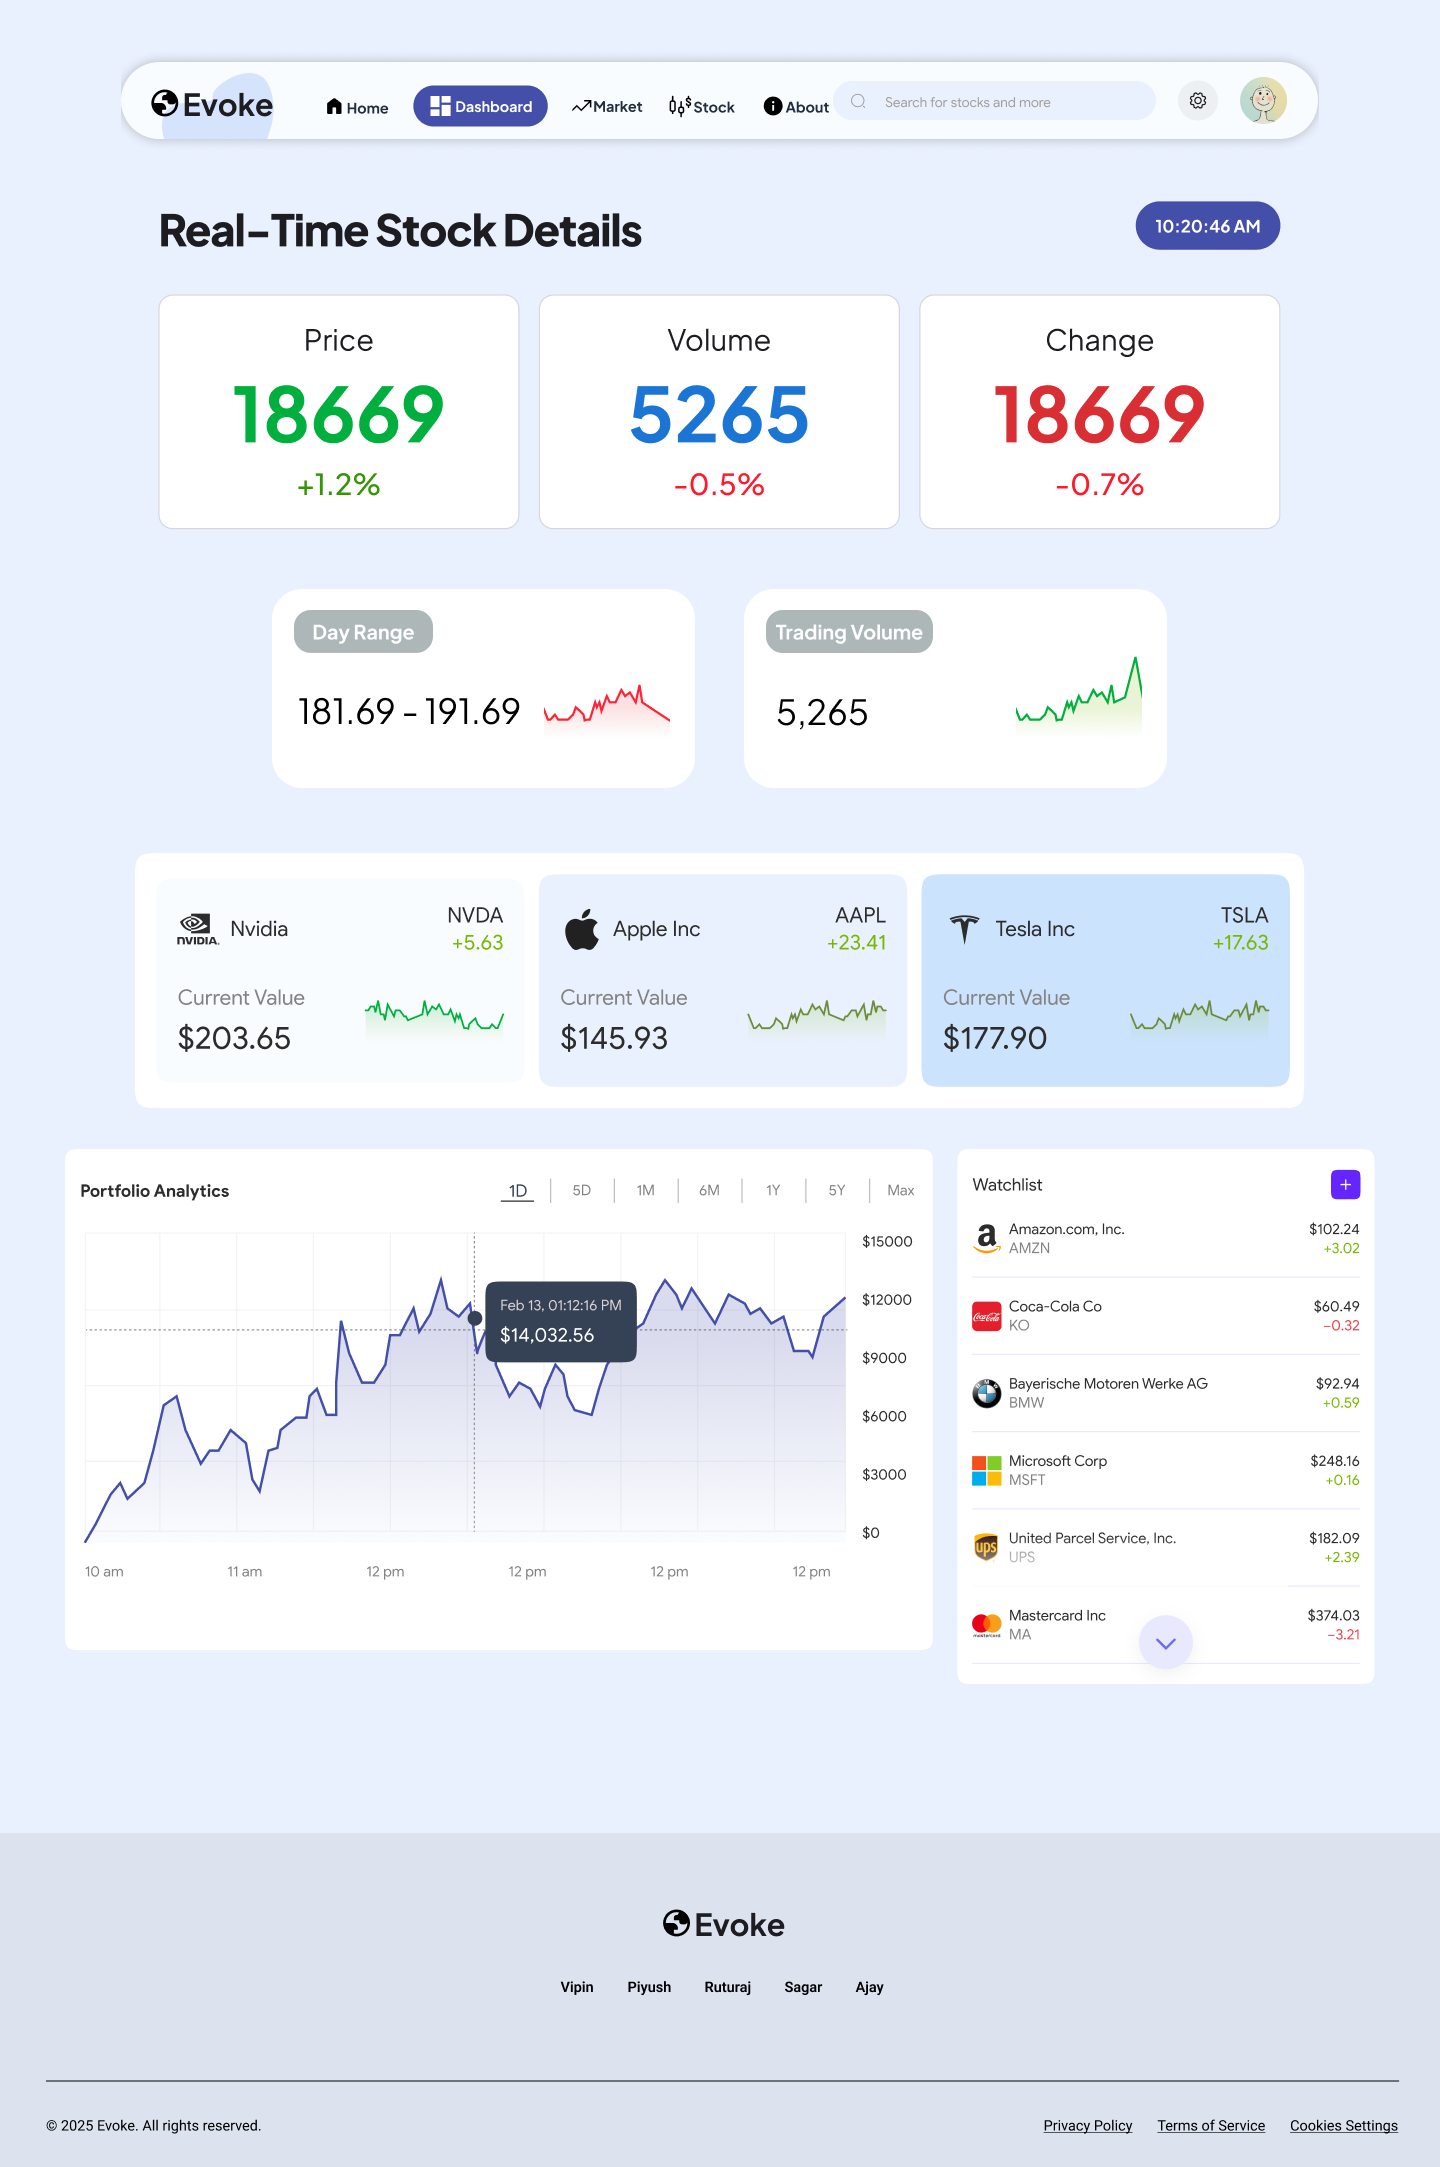 Evoke
Home
Dashboard
Market
Stock
About
Search for stocks and more
Real-Time Stock Details
10:20:46 AM
Price
18669
+1.2%
Volume
5265
-0.5%
Change
18669
-0.7%
Day Range
181.69 - 191.69
Trading Volume
5,265
NVIDIA.
Nvidia
NVDA
+5.63
Current Value
$203.65
Apple Inc
AAPL
+23.41
Current Value
$145.93
Tesla Inc
TSLA
+17.63
Current Value
$177.90
Portfolio Analytics
1D
5D
1M
6M
1Y
5Y
Max
$15000
$12000
$9000
$6000
$3000
$0
Feb 13, 01:12:16 PM
$14,032.56
10 am
11 am
12 pm
12 pm
12 pm
12 pm
Watchlist
+
Amazon.com, Inc.
AMZN
$102.24
+3.02
Coca-Cola
Coca-Cola Co
KO
$60.49
−0.32
BMW
Bayerische Motoren Werke AG
BMW
$92.94
+0.59
Microsoft Corp
MSFT
$248.16
+0.16
ups
United Parcel Service, Inc.
UPS
$182.09
+2.39
mastercard
Mastercard Inc
MA
$374.03
−3.21
Evoke
Vipin
Piyush
Ruturaj
Sagar
Ajay
© 2025 Evoke. All rights reserved.
Privacy Policy
Terms of Service
Cookies Settings